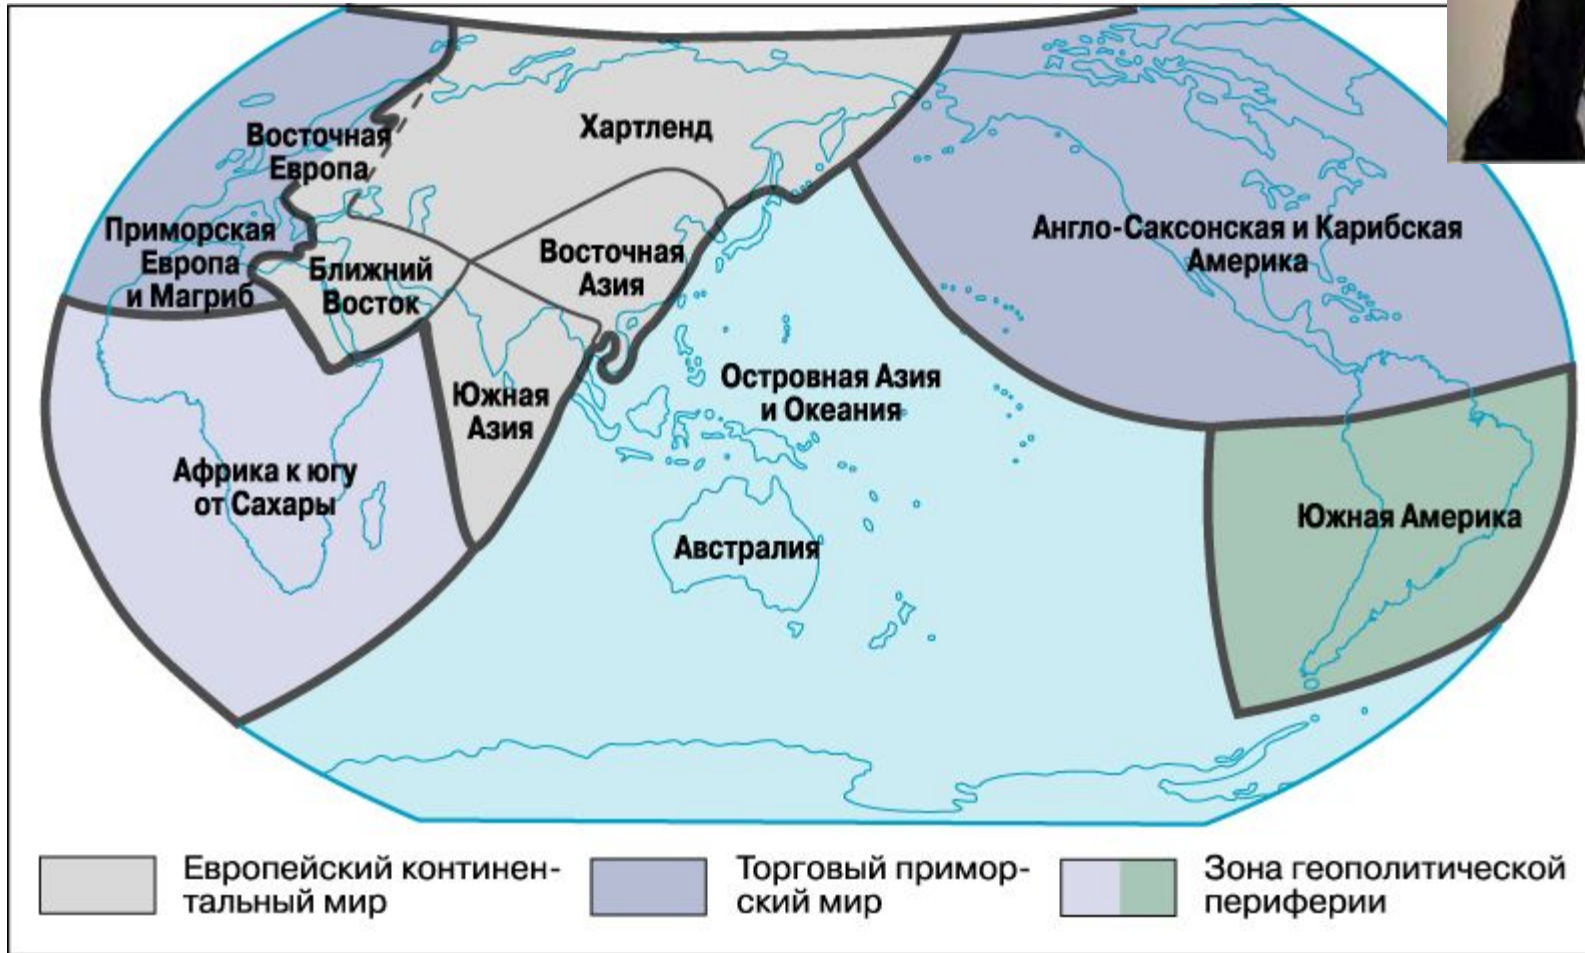 Восточная
Европа
Хартленд
Приморская
Европа
и Магриб
Ближний
Восток
Восточная
Азия
Англо-Саксонская и Карибская
Америка
Южная
Азия
Островная Азия
и Океания
Африка к югу
от Сахары
Австралия
Южная Америка
Европейский континен-
тальный мир
Торговый примор-
ский мир
Зона геополитической
периферии